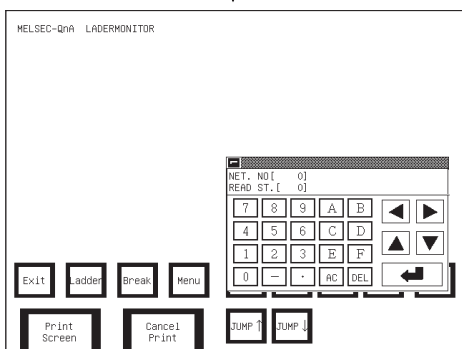 MELSEC-QnA LADERMONITOR
NET. NO[ 0]
READ ST.[ 0]
7 8 9 A B
4 5 6 C D
1 2 3 E F
0 - · AC DEL
Exit Ladder Break Menu
Print Screen
Cancel Print
JUMP↑ JUMP↓